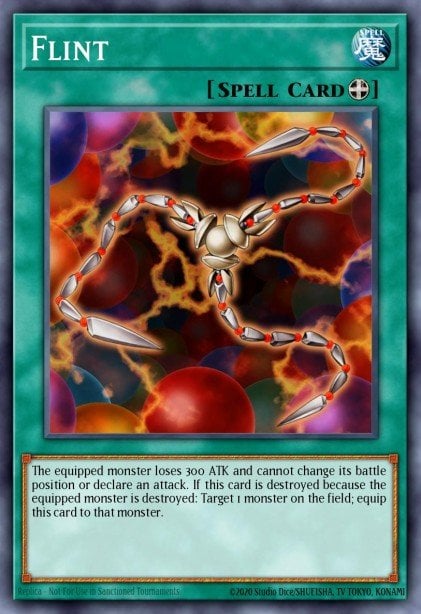 FLINT
SPELL
魔
[SPELL CARD]
The equipped monster loses 300 ATK and cannot change its battle
position or declare an attack. If this card is destroyed because the
equipped monster is destroyed: Target 1 monster on the field; equip
this card to that monster.
Replica - Not For Use in Sanctioned Tournaments
©2020 Studio Dice/SHUEISHA, TV TOKYO, KONAMI